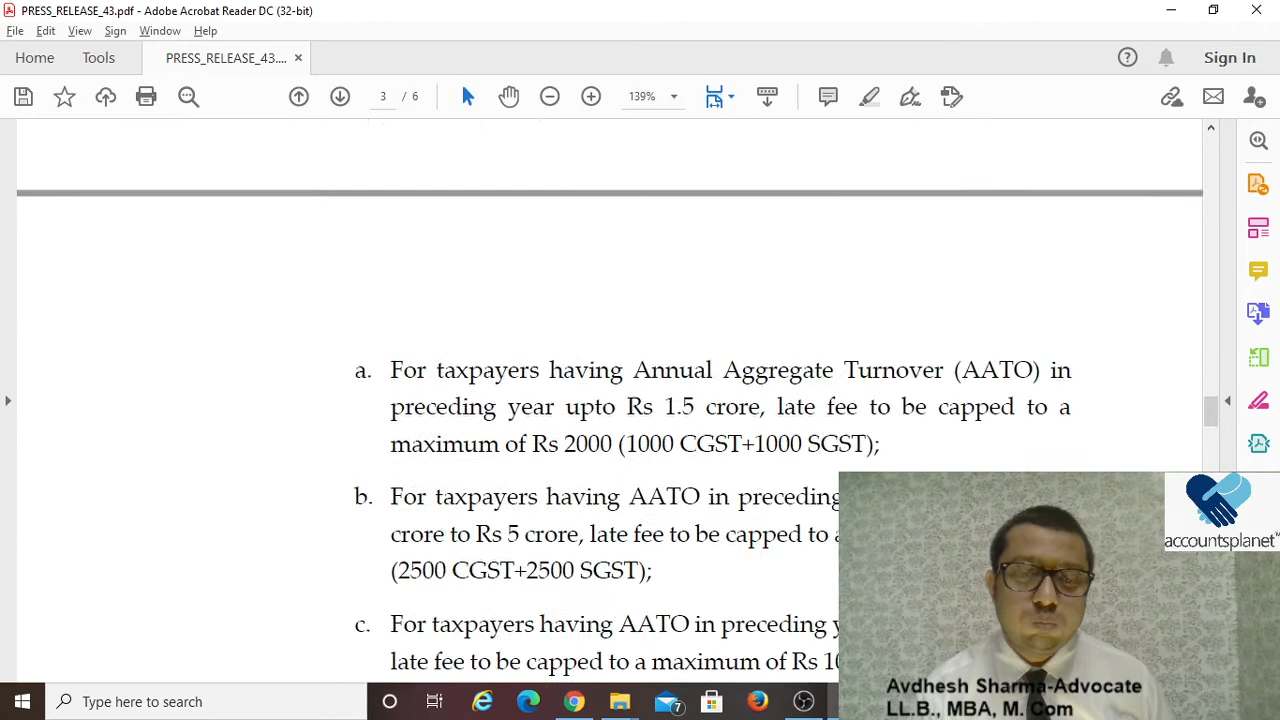 PRESS_RELEASE_43.pdf - Adobe Acrobat Reader DC (32-bit)
File Edit View Sign Window Help
Home Tools PRESS_RELEASE_43.... × Sign In
3 / 6 139%
a. For taxpayers having Annual Aggregate Turnover (AATO) in
preceding year upto Rs 1.5 crore, late fee to be capped to a
maximum of Rs 2000 (1000 CGST+1000 SGST);
b. For taxpayers having AATO in preceding
crore to Rs 5 crore, late fee to be capped to a
(2500 CGST+2500 SGST);
c. For taxpayers having AATO in preceding
late fee to be capped to a maximum of Rs
accountsplanet™
Avdhesh Sharma-Advocate
LL.B., MBA, M. Com
Type here to search
7